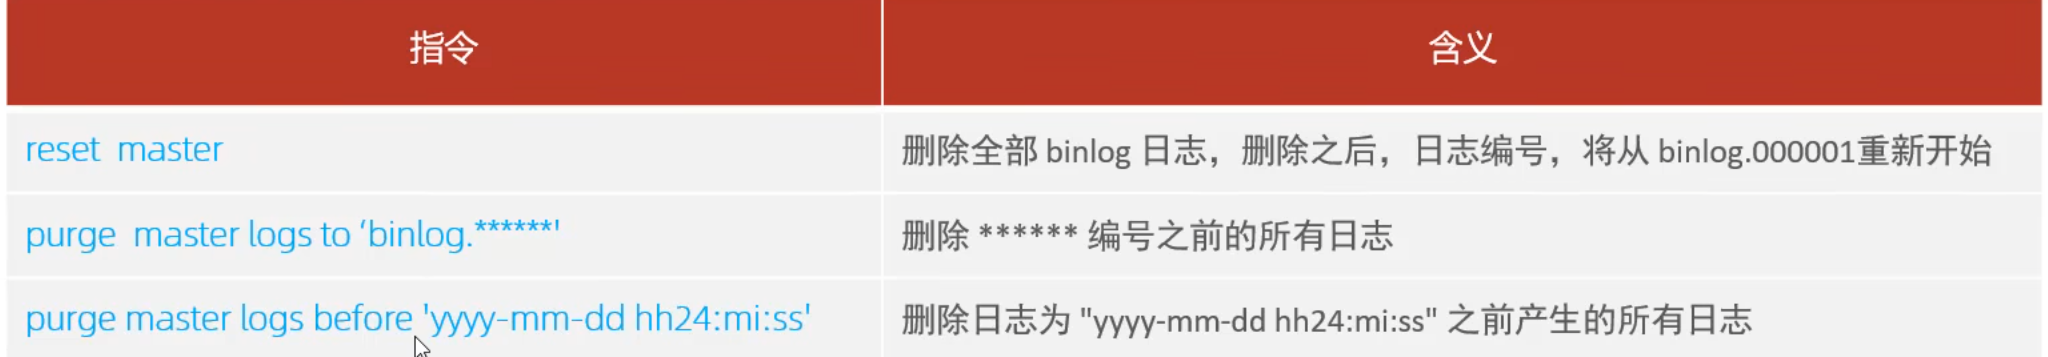 指令
含义
reset  master
删除全部 binlog 日志，删除之后，日志编号，将从 binlog.000001重新开始
purge  master logs to ‘binlog.******'
删除 ****** 编号之前的所有日志
purge master logs before 'yyyy-mm-dd hh24:mi:ss'
删除日志为 "yyyy-mm-dd hh24:mi:ss" 之前产生的所有日志